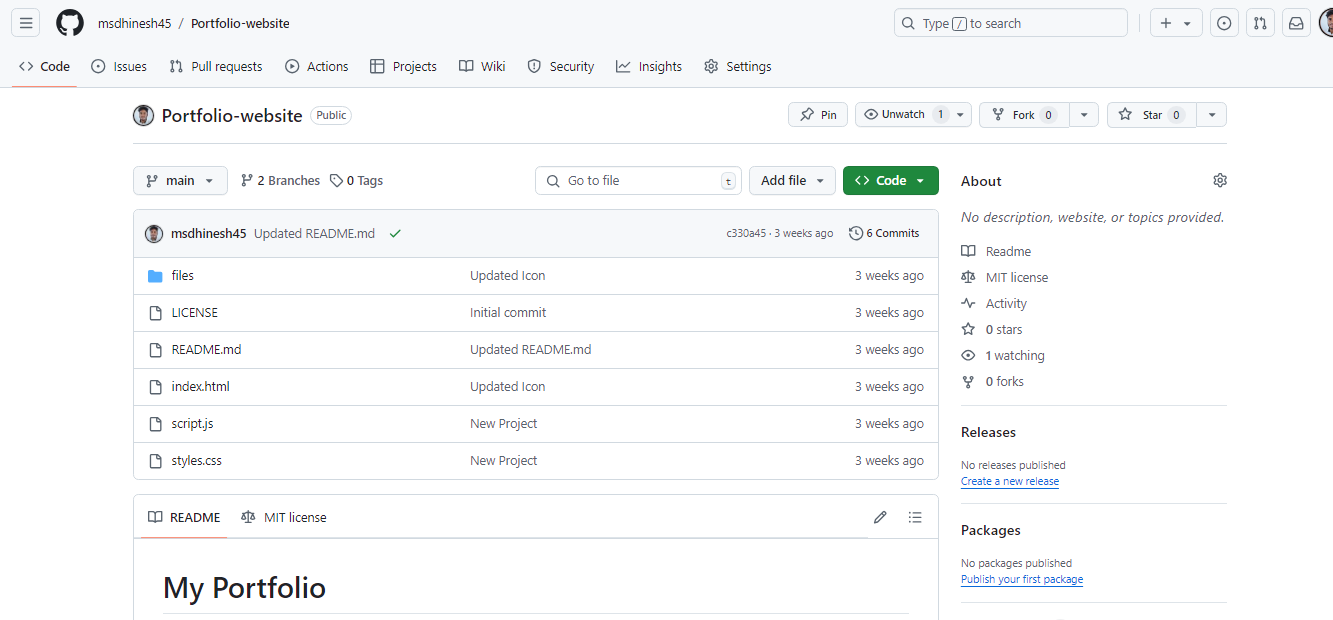 msdhinesh45 / Portfolio-website
Type / to search
Code Issues Pull requests Actions Projects Wiki Security Insights Settings
Portfolio-website Public
Pin Unwatch 1 Fork 0 Star 0
main 2 Branches 0 Tags Go to file t Add file Code
msdhinesh45 Updated README.md c330a45 · 3 weeks ago 6 Commits
files Updated Icon 3 weeks ago
LICENSE Initial commit 3 weeks ago
README.md Updated README.md 3 weeks ago
index.html Updated Icon 3 weeks ago
script.js New Project 3 weeks ago
styles.css New Project 3 weeks ago
README MIT license
My Portfolio
About
No description, website, or topics provided.
Readme
MIT license
Activity
0 stars
1 watching
0 forks
Releases
No releases published
Create a new release
Packages
No packages published
Publish your first package